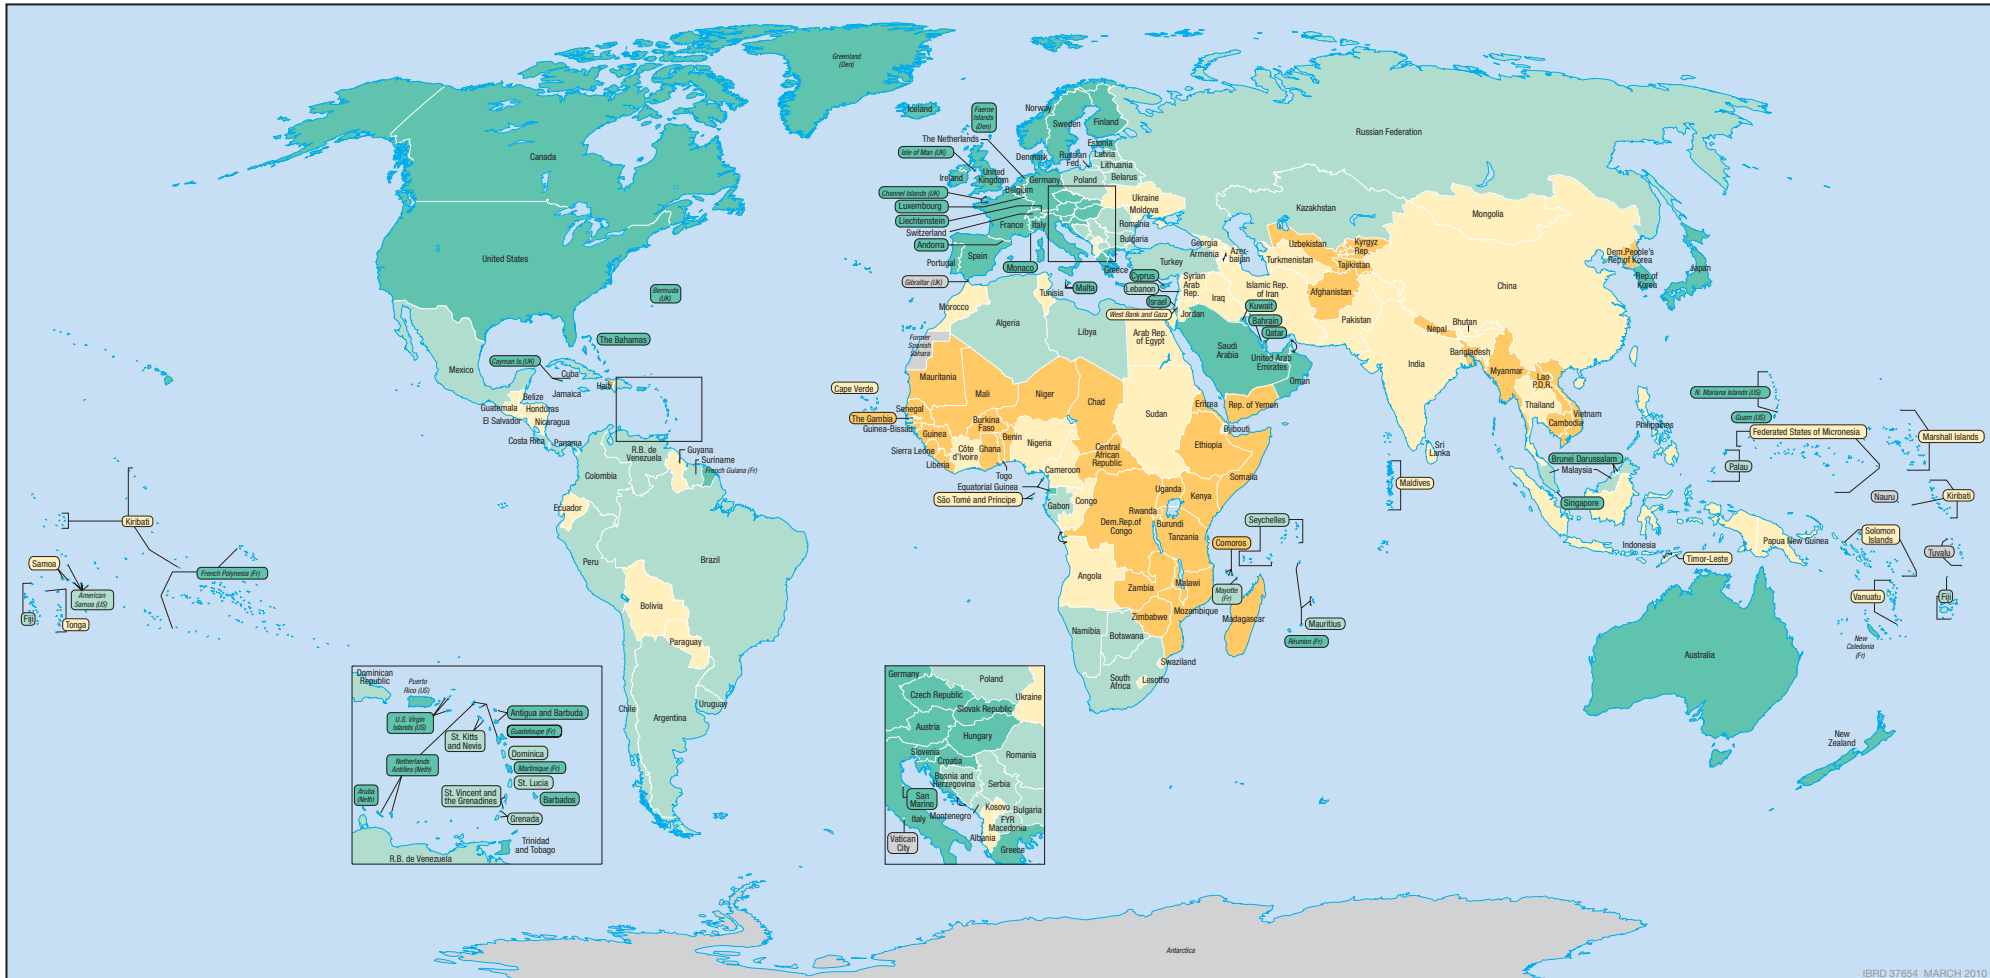 Greenland
(Den)
Iceland
Faeroe
Islands
(Den)
Norway
Sweden
Finland
Russian Federation
Canada
The Netherlands
Isle of Man (UK)
Denmark
Estonia
Russian
Fed.
Latvia
Lithuania
Ireland
United
Kingdom
Germany
Poland
Belarus
Channel Islands (UK)
Belgium
Luxembourg
Ukraine
Moldova
Kazakhstan
Mongolia
Liechtenstein
France
Italy
Romania
Switzerland
Bulgaria
Andorra
Georgia
Armenia
Azer-
baijan
Uzbekistan
Kyrgyz
Rep.
Dem.People's
Rep.of Korea
United States
Portugal
Spain
Monaco
Greece
Turkey
Turkmenistan
Tajikistan
Rep.of
Korea
Japan
Gibraltar (UK)
Cyprus
Syrian
Arab
Rep.
Lebanon
Iraq
Islamic Rep.
of Iran
Afghanistan
China
Bermuda
(UK)
Tunisia
Malta
Israel
West Bank and Gaza
Jordan
Kuwait
Bahrain
Qatar
Pakistan
Nepal
Bhutan
Morocco
Algeria
Libya
Arab Rep.
of Egypt
Saudi
Arabia
United Arab
Emirates
Oman
Bangladesh
India
The Bahamas
Former
Spanish
Sahara
Cayman Is.(UK)
Mexico
Cuba
Haiti
Jamaica
Belize
Guatemala
Honduras
El Salvador
Nicaragua
Costa Rica
Panama
Cape Verde
Mauritania
Mali
Niger
Chad
Sudan
Eritrea
Rep. of Yemen
Myanmar
Lao
P.D.R.
Thailand
Vietnam
Cambodia
Philippines
N. Mariana Islands (US)
Guam (US)
Federated States of Micronesia
Marshall Islands
The Gambia
Senegal
Guinea-Bissau
Guinea
Burkina
Faso
Benin
Nigeria
Djibouti
Sierra Leone
Liberia
Côte
d'Ivoire
Ghana
Togo
Cameroon
Central
African
Republic
Ethiopia
Somalia
Sri
Lanka
Palau
R.B. de
Venezuela
Guyana
Suriname
French Guiana (Fr)
Colombia
Equatorial Guinea
São Tomé and Príncipe
Gabon
Congo
Uganda
Kenya
Rwanda
Burundi
Dem.Rep.of
Congo
Tanzania
Maldives
Brunei Darussalam
Malaysia
Singapore
Nauru
Kiribati
Ecuador
Peru
Brazil
Seychelles
Comoros
Indonesia
Papua New Guinea
Solomon
Islands
Timor-Leste
Tuvalu
Kiribati
Samoa
French Polynesia (Fr)
American
Samoa (US)
Fiji
Tonga
Bolivia
Paraguay
Angola
Zambia
Malawi
Mozambique
Mayotte
(Fr)
Zimbabwe
Madagascar
Mauritius
Réunion (Fr)
Namibia
Botswana
Swaziland
Lesotho
South
Africa
Vanuatu
Fiji
New
Caledonia
(Fr)
Australia
New
Zealand
Chile
Argentina
Uruguay
Dominican
Republic
Puerto
Rico (US)
U.S. Virgin
Islands (US)
Antigua and Barbuda
Guadeloupe (Fr)
St. Kitts
and Nevis
Dominica
Netherlands
Antilles (Neth)
Martinique (Fr)
St. Lucia
Aruba
(Neth)
St. Vincent and
the Grenadines
Barbados
Grenada
Trinidad
and Tobago
R.B. de Venezuela
Germany
Poland
Czech Republic
Ukraine
Slovak Republic
Austria
Hungary
Romania
Slovenia
Croatia
Bosnia and
Herzegovina
Serbia
San
Marino
Kosovo
Bulgaria
Montenegro
FYR
Macedonia
Italy
Albania
Vatican
City
Greece
Antarctica
IBRD 37654 MARCH 2010